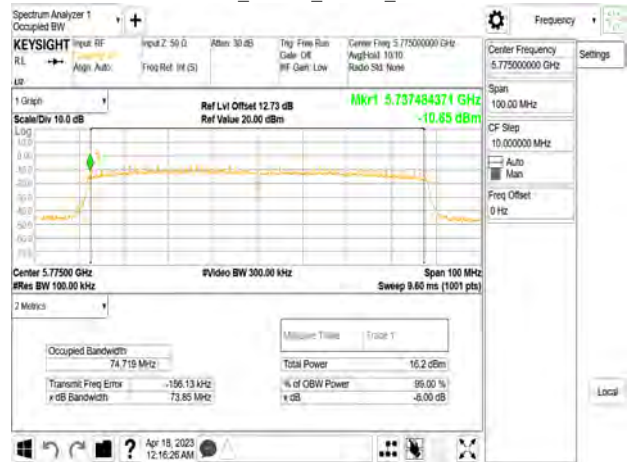 Spectrum Analyzer 1
Occupied BW
Frequency
KEYSIGHT
Input: RF
Input Z: 50 Ω
Atten: 30 dB
Trig: Free Run
Center Freq: 5.775000000 GHz
RL
Align: Auto
Freq Ref: Int (S)
Gate: Off
#IF Gain: Low
Avg|Hold: 10/10
Radio Std: None
Center Frequency
5.775000000 GHz
Settings
Span
100.00 MHz
CF Step
10.000000 MHz
Auto
Man
Freq Offset
0 Hz
1 Graph
Scale/Div 10.0 dB
Ref Lvl Offset 12.73 dB
Ref Value 20.00 dBm
Mkr1 5.737484371 GHz
-10.65 dBm
Log
10.0
0.00
Center 5.77500 GHz
#Res BW 100.00 kHz
#Video BW 300.00 kHz
Span 100 MHz
Sweep 9.60 ms (1001 pts)
2 Metrics
Measure Trace
Trace 1
Occupied Bandwidth
74.719 MHz
Total Power
16.2 dBm
Transmit Freq Error
-156.13 kHz
% of OBW Power
99.00 %
x dB Bandwidth
73.85 MHz
x dB
-6.00 dB
Local
?
Apr 18, 2023
12:16:26 AM